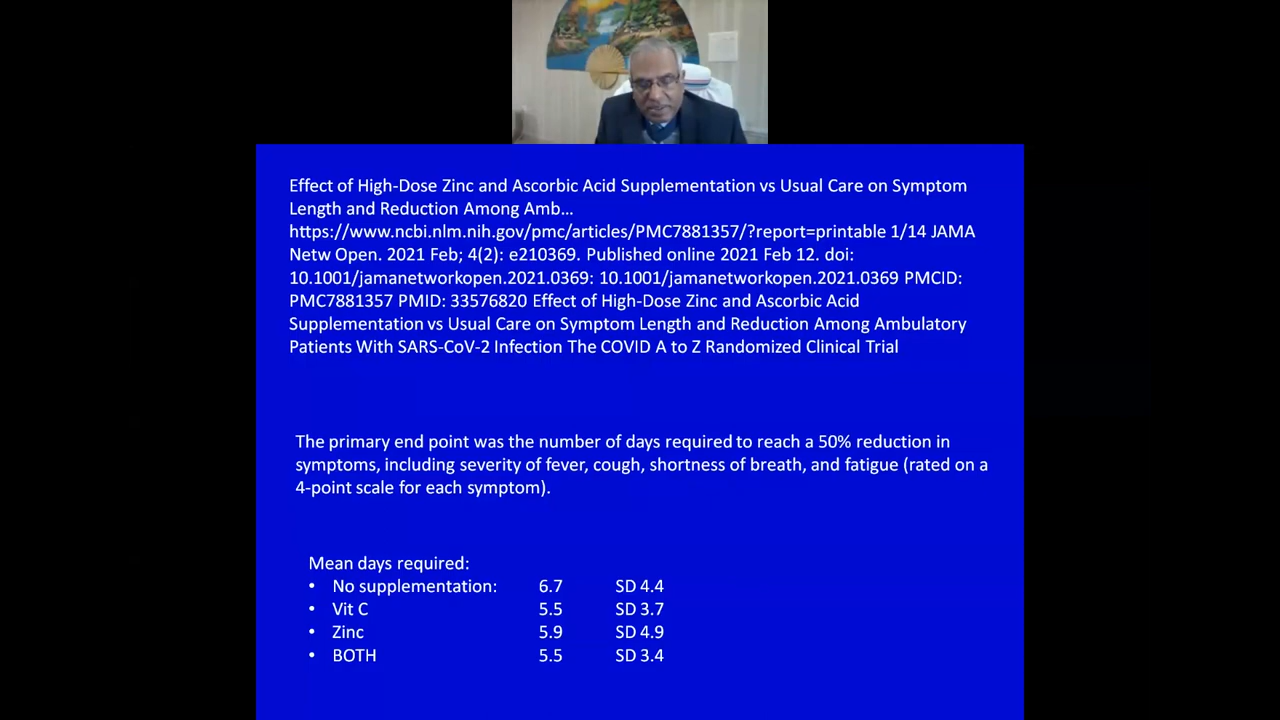 Effect of High-Dose Zinc and Ascorbic Acid Supplementation vs Usual Care on Symptom
Length and Reduction Among Amb...
https://www.ncbi.nlm.nih.gov/pmc/articles/PMC7881357/?report=printable 1/14 JAMA
Netw Open. 2021 Feb; 4(2): e210369. Published online 2021 Feb 12. doi:
10.1001/jamanetworkopen.2021.0369: 10.1001/jamanetworkopen.2021.0369 PMCID:
PMC7881357 PMID: 33576820 Effect of High-Dose Zinc and Ascorbic Acid
Supplementation vs Usual Care on Symptom Length and Reduction Among Ambulatory
Patients With SARS-CoV-2 Infection The COVID A to Z Randomized Clinical Trial
The primary end point was the number of days required to reach a 50% reduction in
symptoms, including severity of fever, cough, shortness of breath, and fatigue (rated on a
4-point scale for each symptom).
Mean days required:
• No supplementation: 6.7 SD 4.4
• Vit C 5.5 SD 3.7
• Zinc 5.9 SD 4.9
• BOTH 5.5 SD 3.4